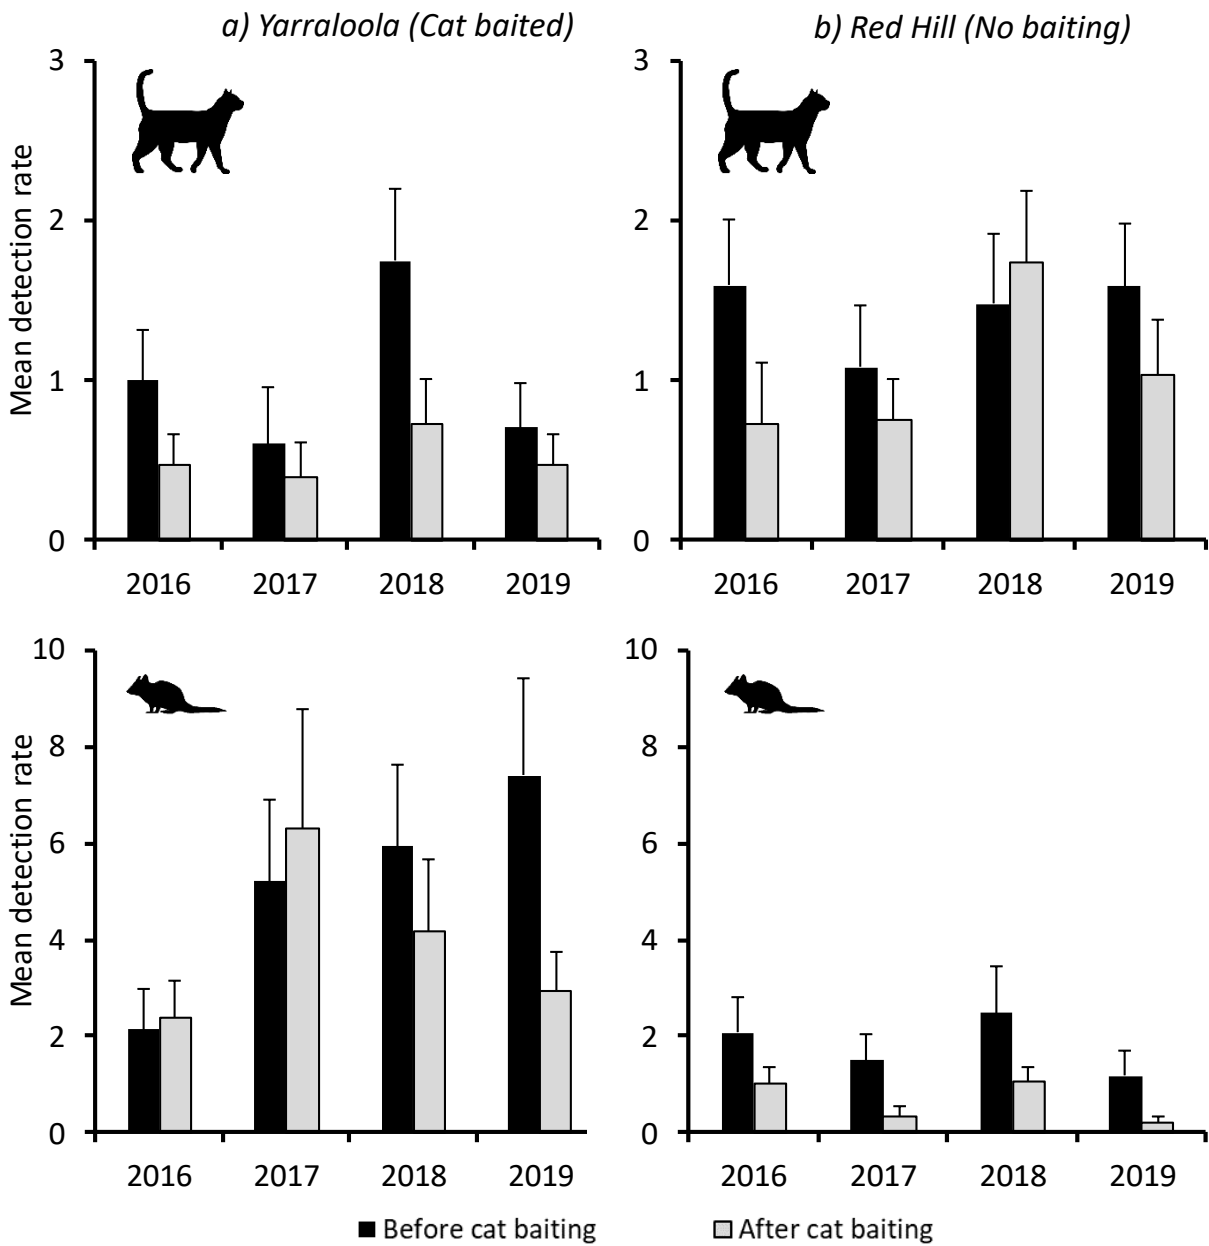 a) Yarraloola (Cat baited)
b) Red Hill (No baiting)
Mean detection rate
3
2
1
0
2016 2017 2018 2019
3
2
1
0
2016 2017 2018 2019
Mean detection rate
10
8
6
4
2
0
2016 2017 2018 2019
10
8
6
4
2
0
2016 2017 2018 2019
Before cat baiting
After cat baiting